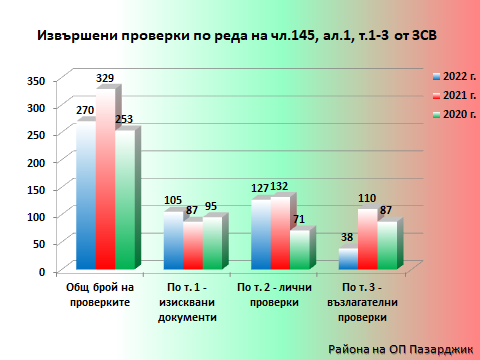 Извършени проверки по реда на чл.145, ал.1, т.1-3 от ЗСВ
350
300
250
200
150
100
50
0
270
329
253
105
87
95
127
132
71
38
110
87
2022 г.
2021 г.
2020 г.
Общ брой на
проверките
По т. 1 -
изисквани
документи
По т. 2 - лични
проверки
По т. 3 -
възлагателни
проверки
Района на ОП Пазарджик